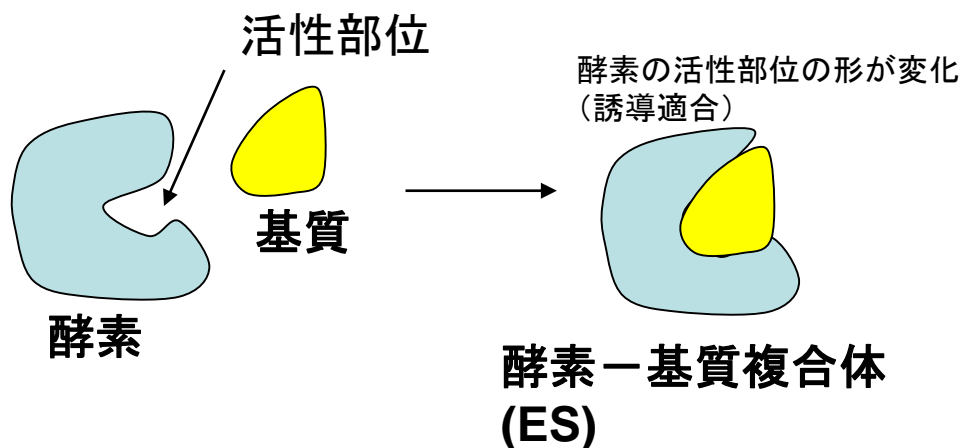 活性部位
酵素の活性部位の形が変化
（誘導適合）
基質
酵素
酵素－基質複合体
(ES)